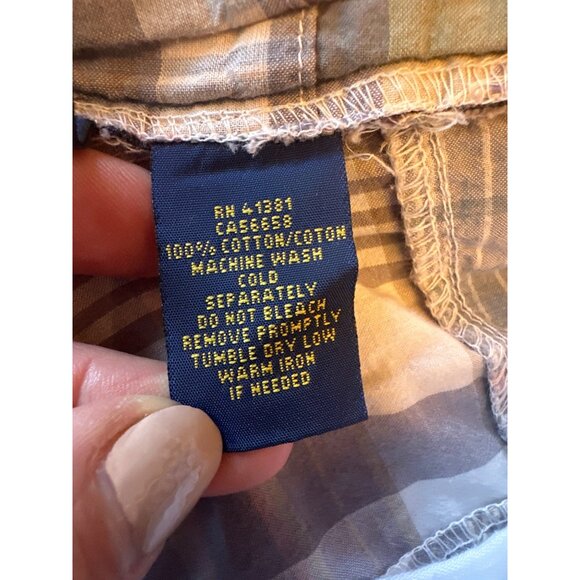 RN 41381
CA56658
100% COTTON/COTON
MACHINE WASH
COLD
SEPARATELY
DO NOT BLEACH
REMOVE PROMPTLY
TUMBLE DRY LOW
WARM IRON
IF NEEDED